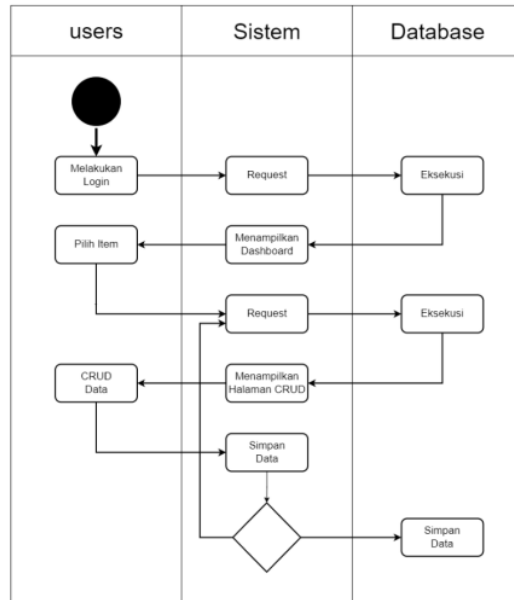 users
Sistem
Database
Melakukan
Login
Request
Eksekusi
Pilih Item
Menampilkan
Dashboard
Request
Eksekusi
CRUD
Data
Menampilkan
Halaman CRUD
Simpan
Data
Simpan
Data